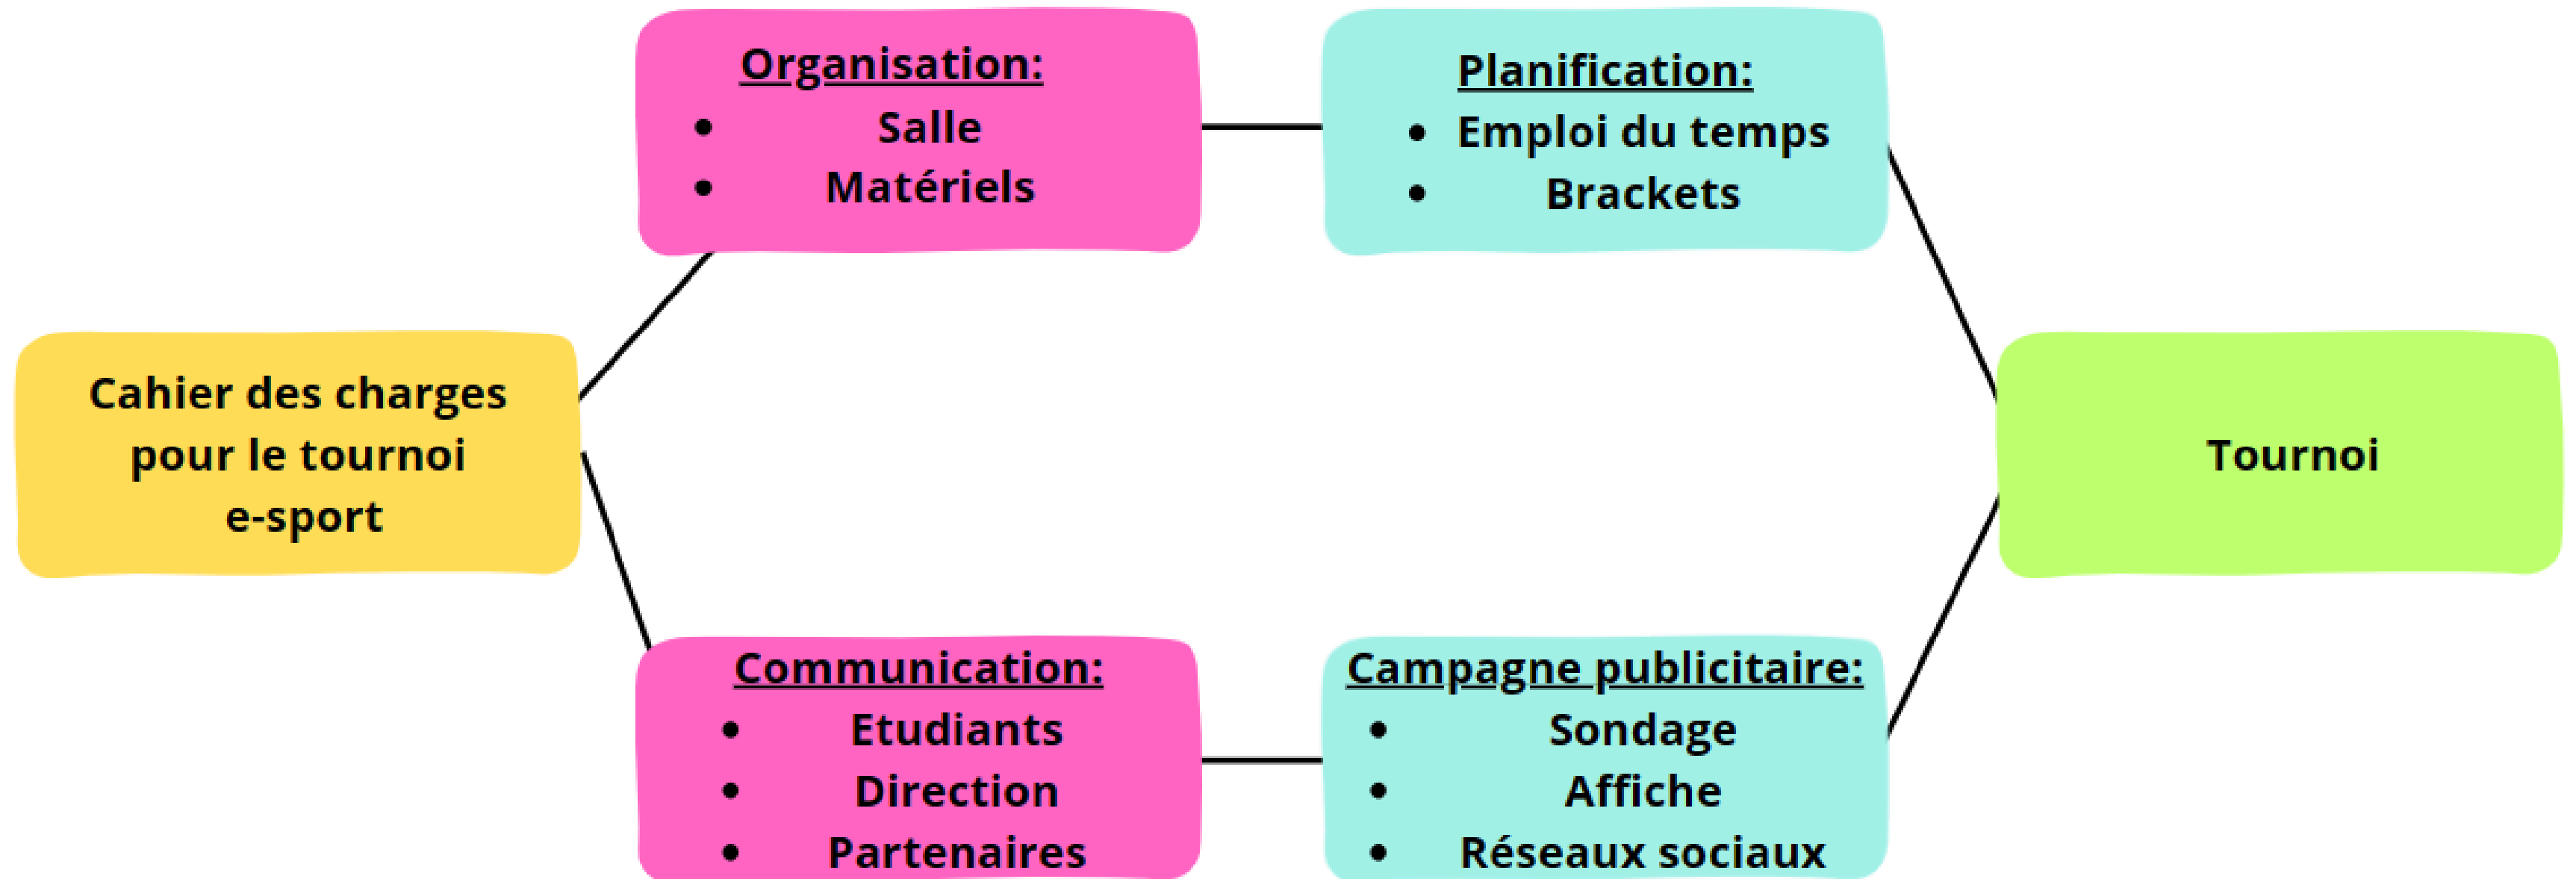 Organisation:
• Salle
• Matériels
Planification:
• Emploi du temps
• Brackets
Cahier des charges
pour le tournoi
e-sport
Tournoi
Communication:
• Etudiants
• Direction
• Partenaires
Campagne publicitaire:
• Sondage
• Affiche
• Réseaux sociaux